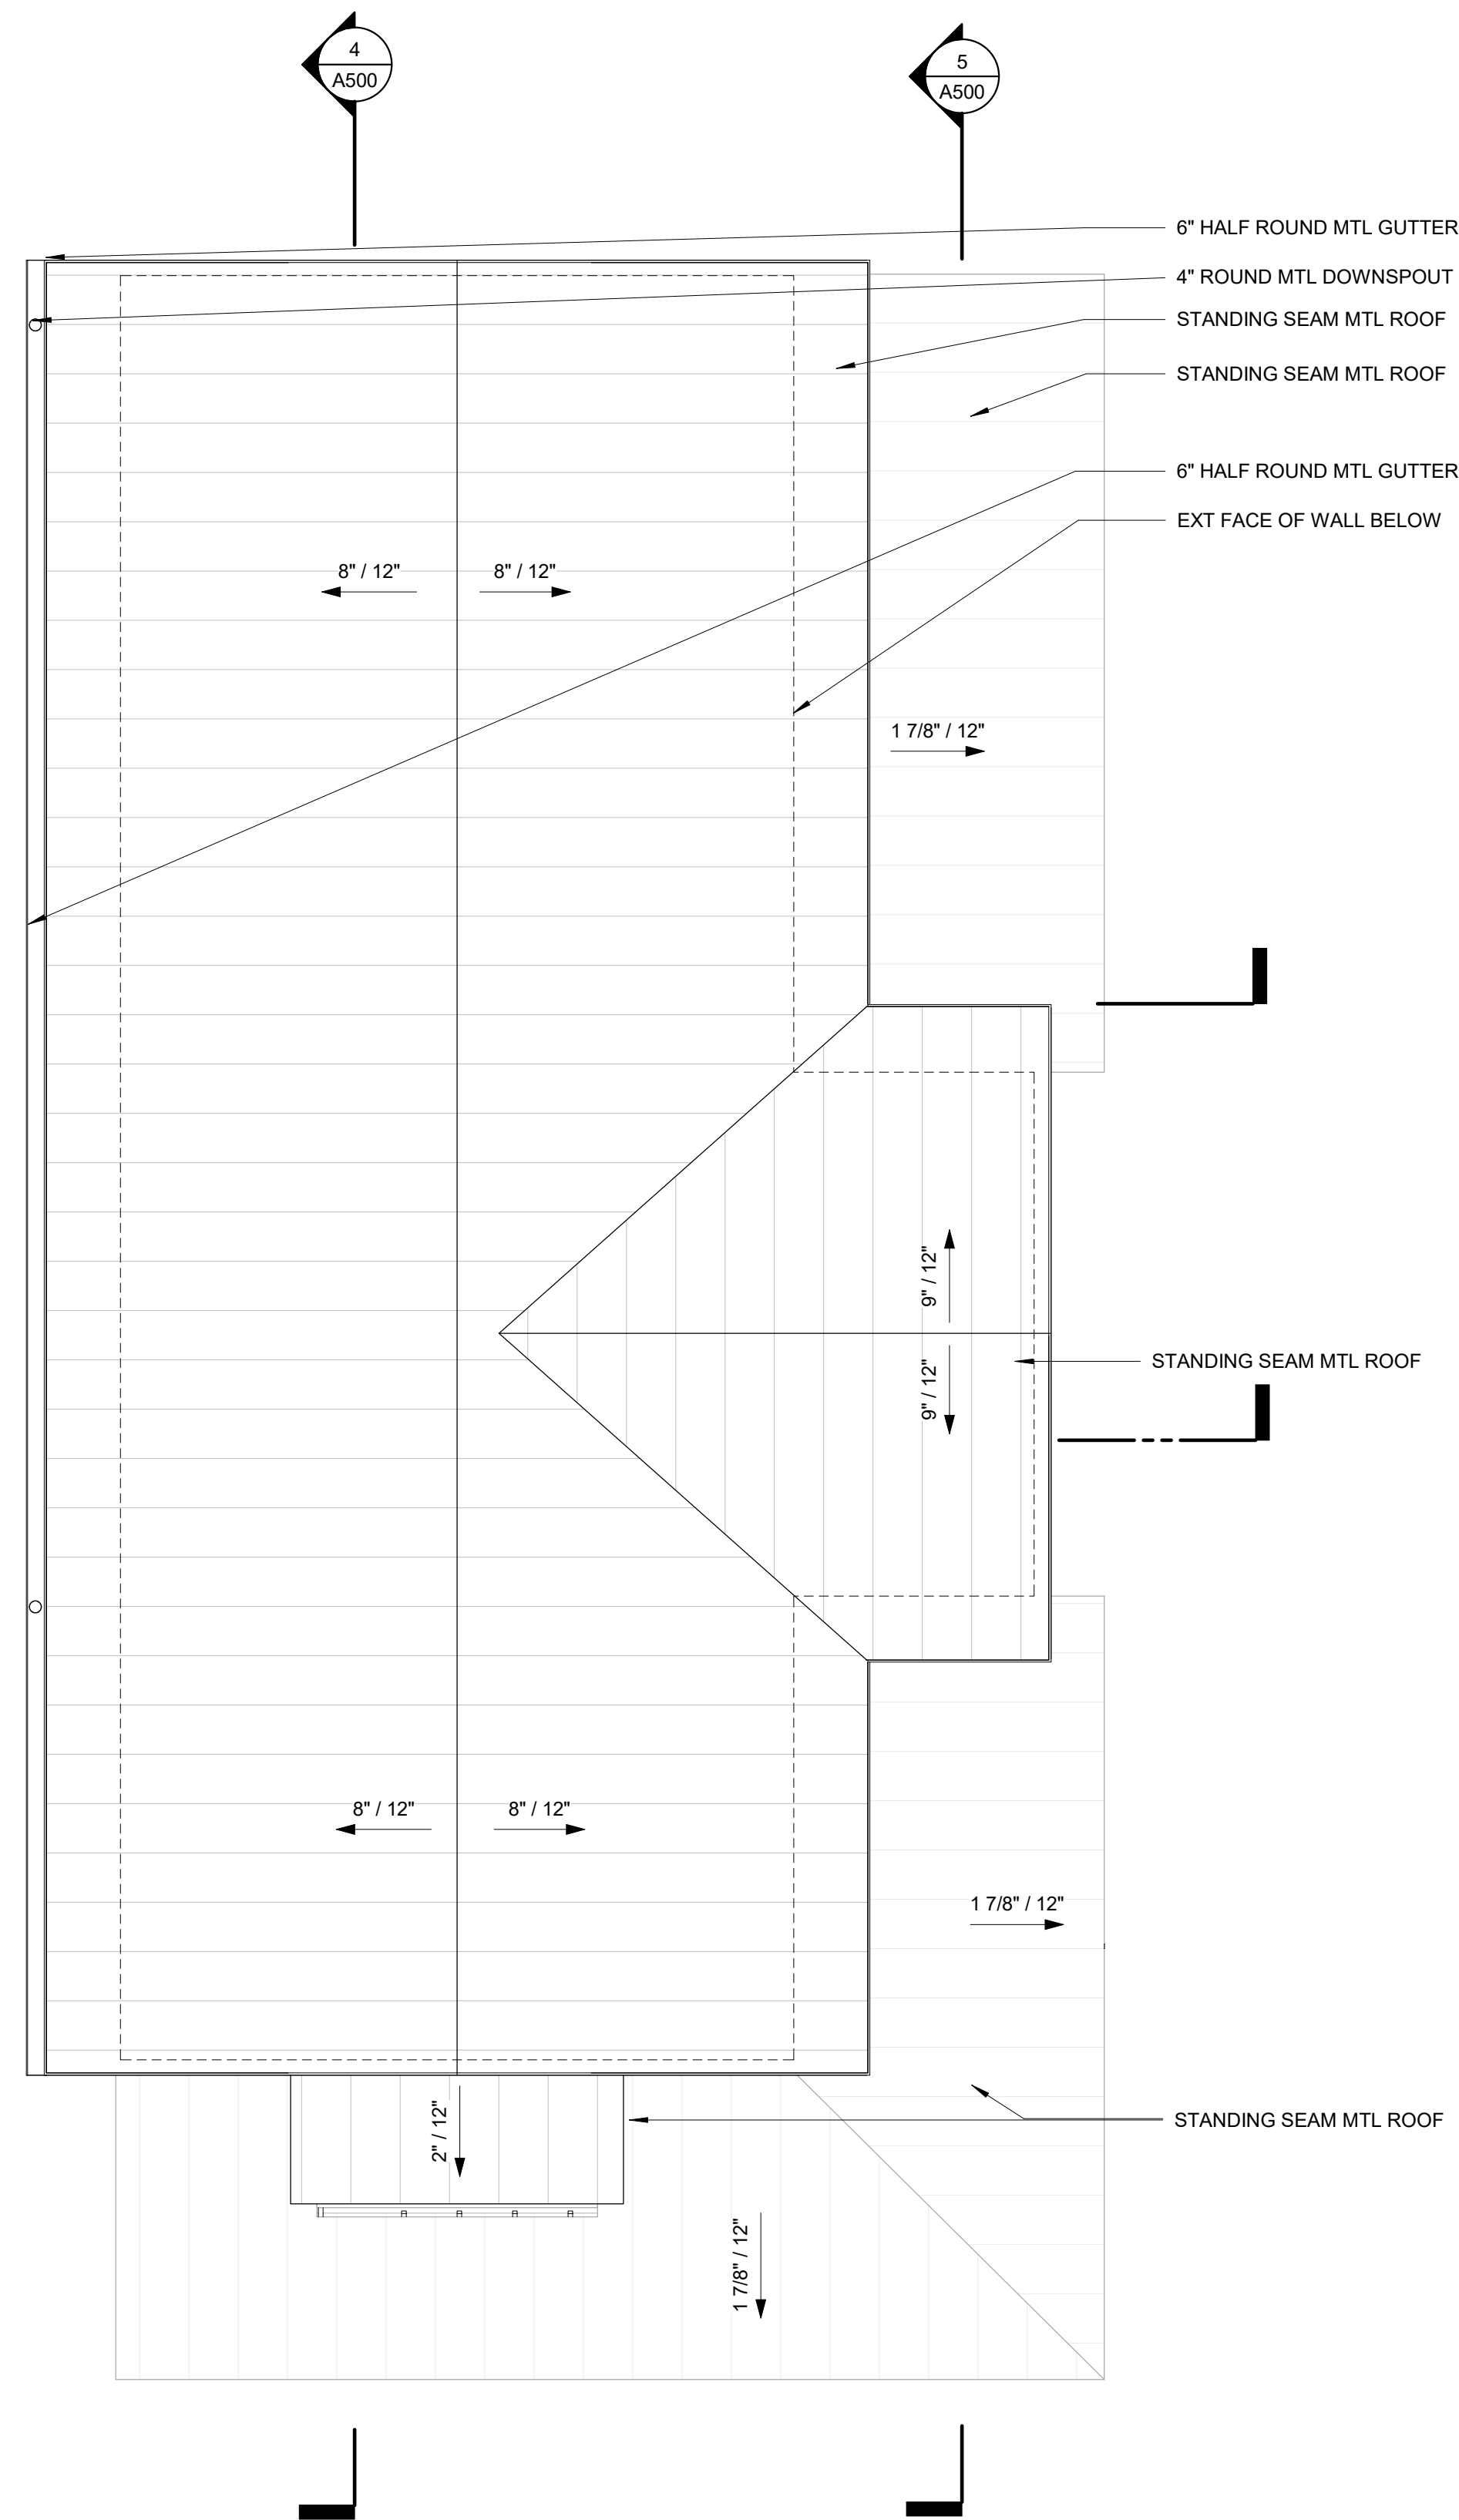 4
A500
5
A500
6" HALF ROUND MTL GUTTER
4" ROUND MTL DOWNSPOUT
STANDING SEAM MTL ROOF
STANDING SEAM MTL ROOF
6" HALF ROUND MTL GUTTER
EXT FACE OF WALL BELOW
8" / 12"
8" / 12"
1 7/8" / 12"
9" / 12"
9" / 12"
STANDING SEAM MTL ROOF
8" / 12"
8" / 12"
1 7/8" / 12"
2" / 12"
STANDING SEAM MTL ROOF
1 7/8" / 12"